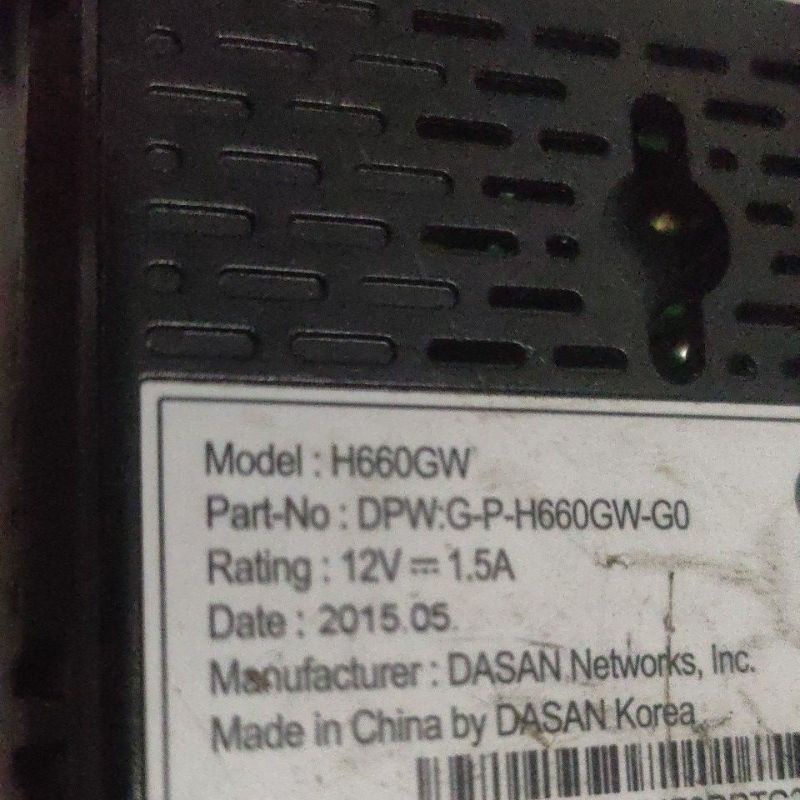 Model : H660GW
Part-No : DPW:G-P-H660GW-G0
Rating : 12V ⎓ 1.5A
Date : 2015.05.
Manufacturer : DASAN Networks, Inc.
Made in China by DASAN Korea